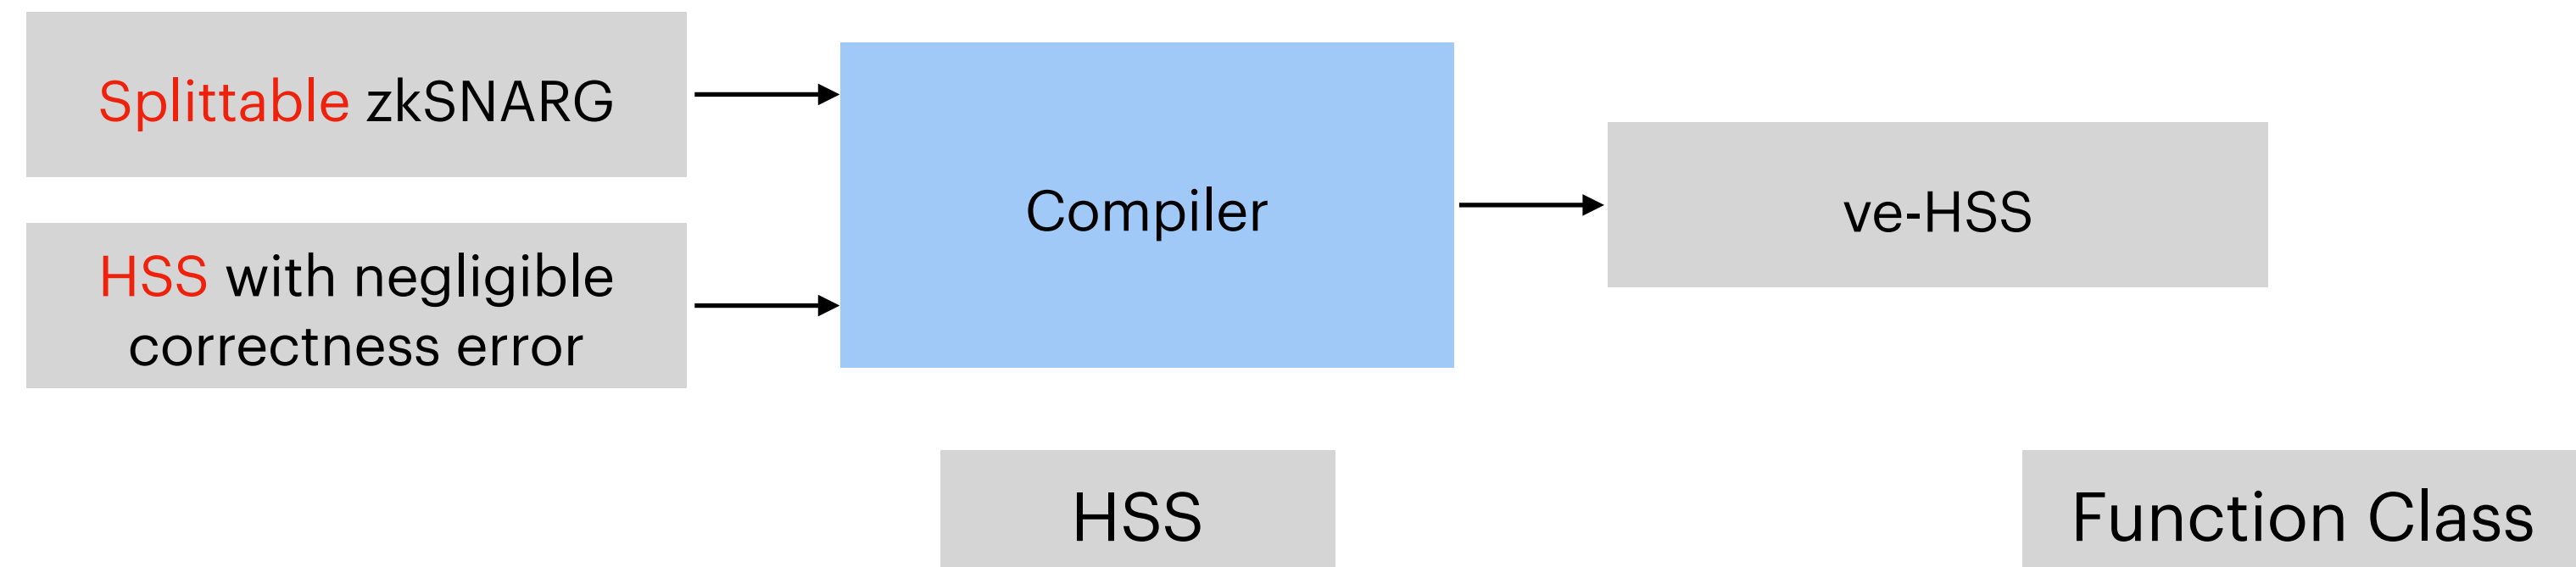 Splittable zkSNARG
HSS with negligible
correctness error
Compiler
ve-HSS
HSS
Function Class